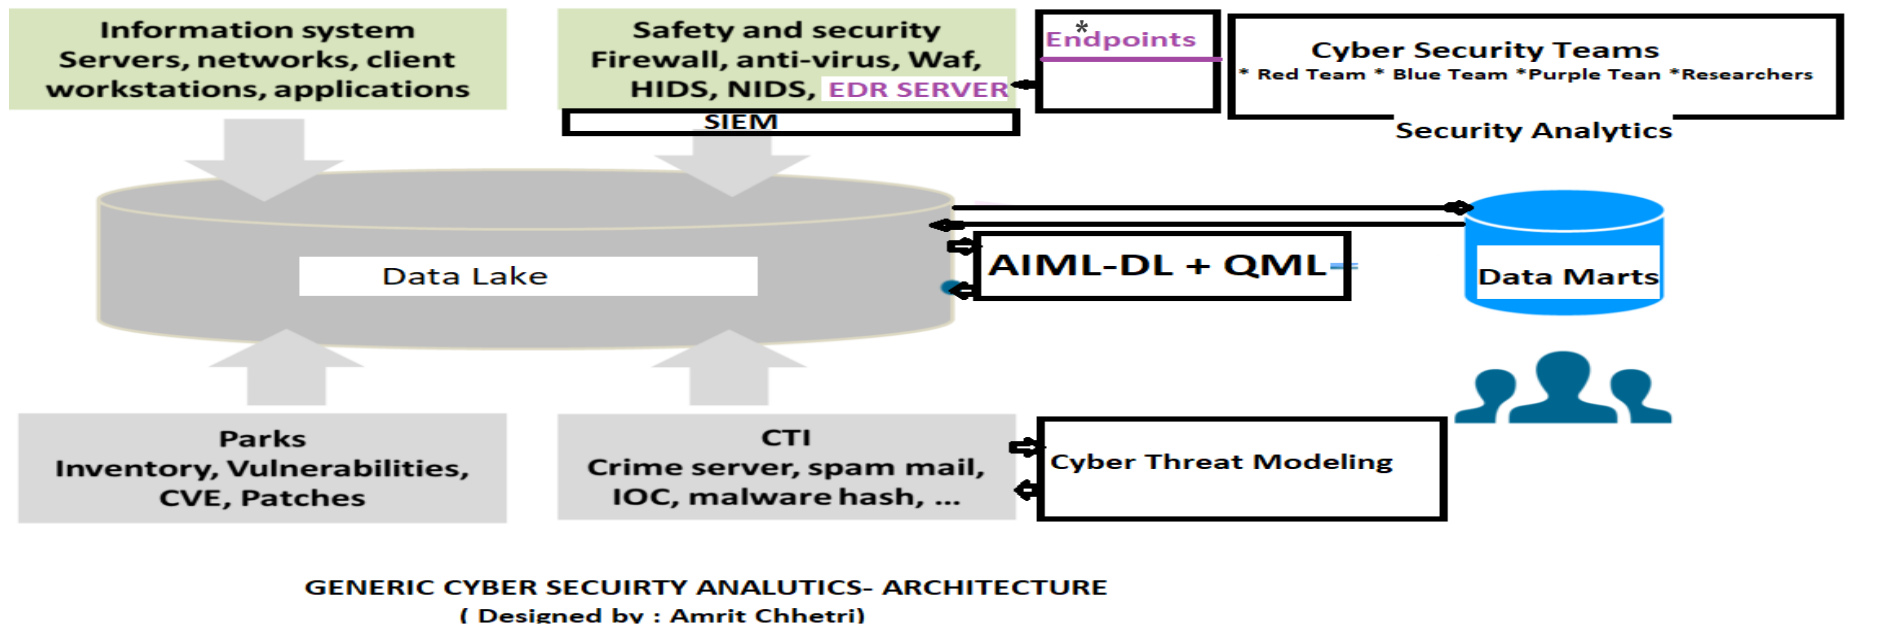 Information system
Servers, networks, client
workstations, applications
Safety and security
Firewall, anti-virus, Waf,
HIDS, NIDS, EDR SERVER
SIEM
*
Endpoints
Cyber Security Teams
* Red Team * Blue Team *Purple Tean *Researchers
Security Analytics
Data Lake
AIML-DL + QML
Data Marts
Parks
Inventory, Vulnerabilities,
CVE, Patches
CTI
Crime server, spam mail,
IOC, malware hash, ...
Cyber Threat Modeling
GENERIC CYBER SECUIRTY ANALUTICS- ARCHITECTURE
( Designed by : Amrit Chhetri)